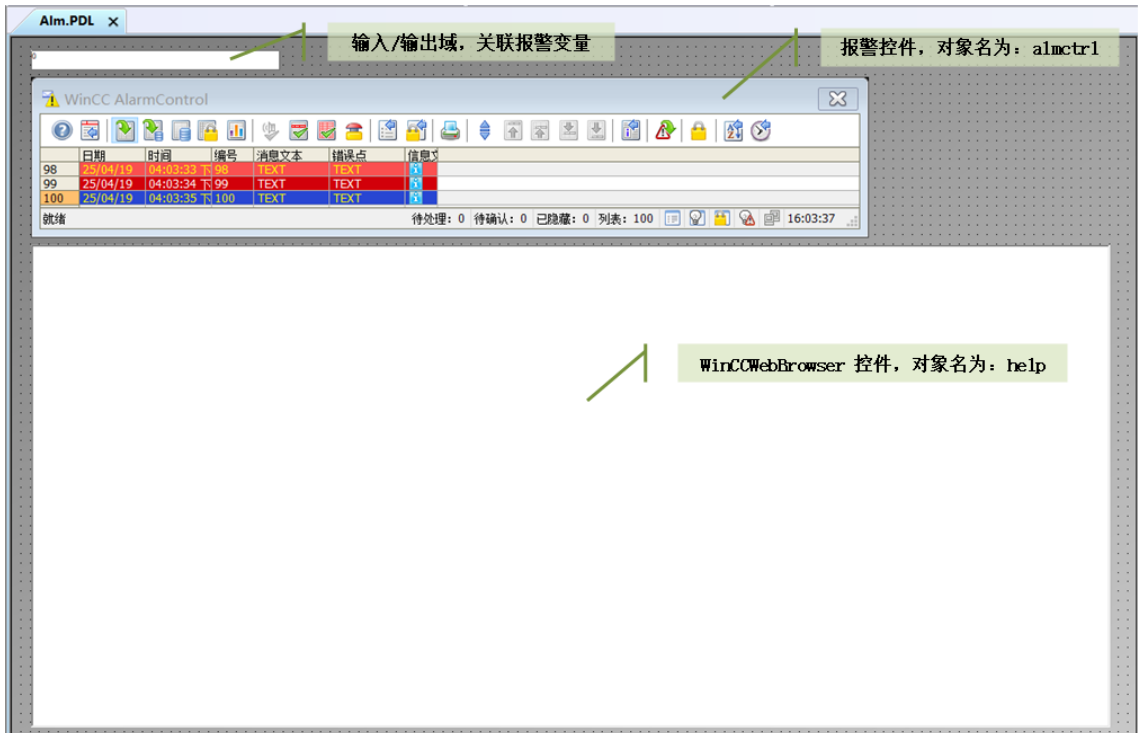 Alm.PDL X
输入/输出域，关联报警变量
报警控件，对象名为：almctrl
0
WinCC AlarmControl
日期 时间 编号 消息文本 错误点 信息文
98 25/04/19 04:03:33 下 98 TEXT TEXT
99 25/04/19 04:03:34 下 99 TEXT TEXT
100 25/04/19 04:03:35 下 100 TEXT TEXT
就绪 待处理：0 待确认：0 已隐藏：0 列表：100 16:03:37
WinCCWebBrowser 控件，对象名为：help